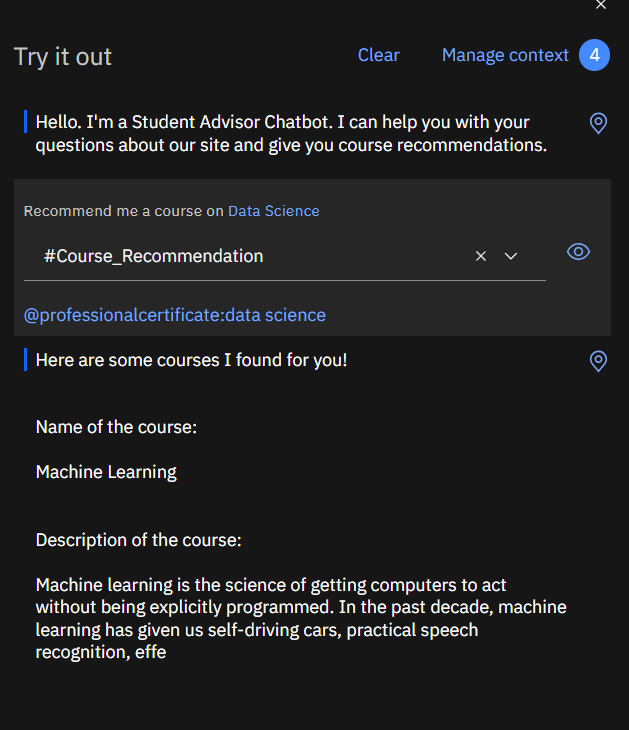 Try it out
Clear
Manage context
4
Hello. I'm a Student Advisor Chatbot. I can help you with your
questions about our site and give you course recommendations.
Recommend me a course on Data Science
#Course_Recommendation
@professionalcertificate:data science
Here are some courses I found for you!
Name of the course:
Machine Learning
Description of the course:
Machine learning is the science of getting computers to act
without being explicitly programmed. In the past decade, machine
learning has given us self-driving cars, practical speech
recognition, effe